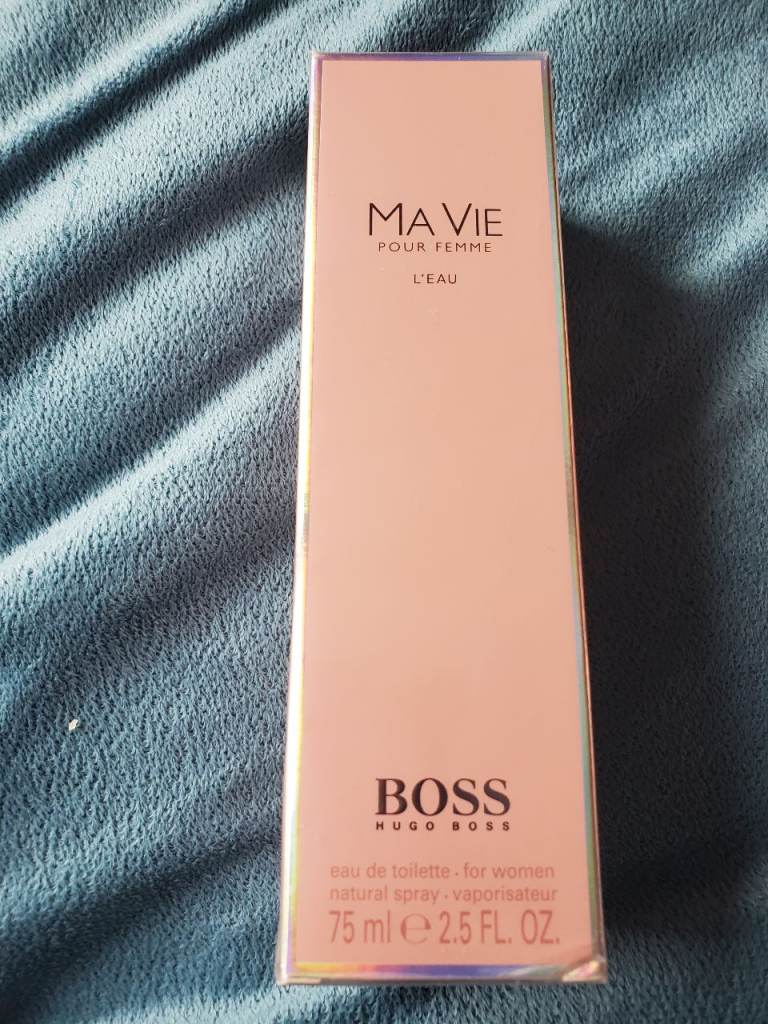 MA VIE
POUR FEMME
L'EAU
BOSS
HUGO BOSS
eau de toilette · for women
natural spray · vaporisateur
75 ml ℮ 2.5 FL. OZ.